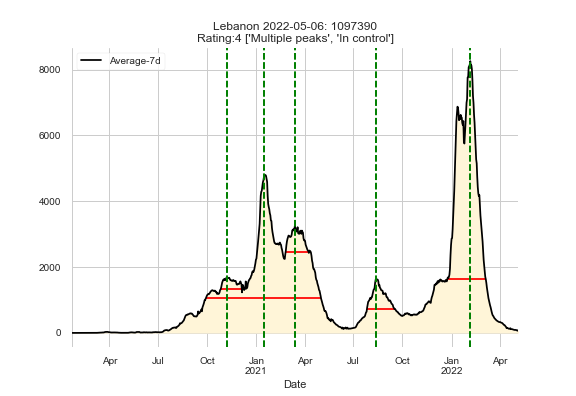 Lebanon 2022-05-06: 1097390
Rating:4 ['Multiple peaks', 'In control']
Average-7d
8000
6000
4000
2000
0
Apr Jul Oct Jan Apr Jul Oct Jan Apr
2021 2022
Date